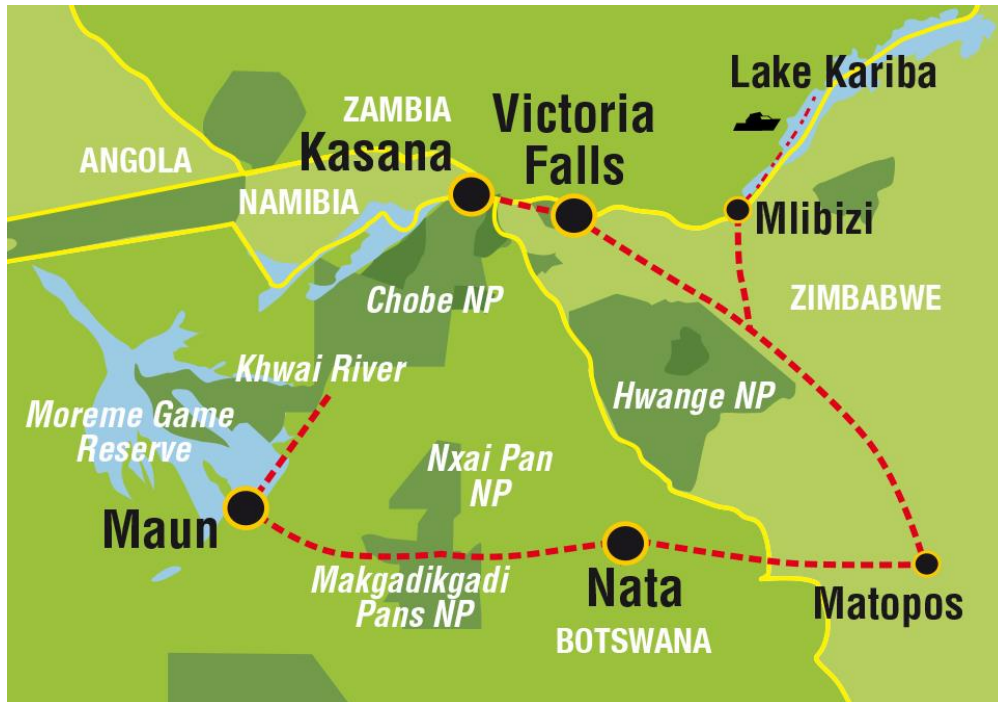 Lake Kariba
ZAMBIA
Victoria
Falls
Kasana
ANGOLA
NAMIBIA
Mlibizi
Chobe NP
ZIMBABWE
Khwai River
Hwange NP
Moreme Game
Reserve
Nxai Pan
NP
Maun
Makgadikgadi
Pans NP
Nata
Matopos
BOTSWANA